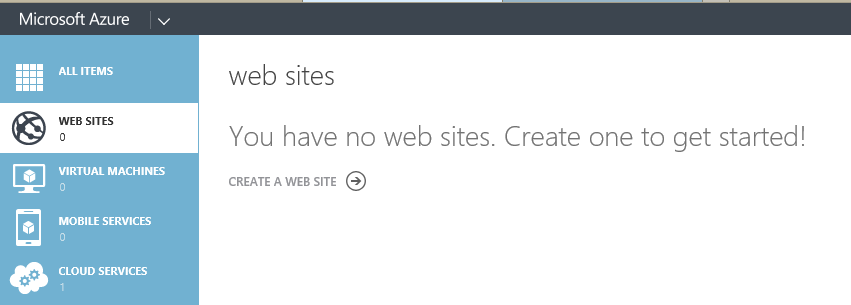 Microsoft Azure
ALL ITEMS
WEB SITES
0
VIRTUAL MACHINES
0
MOBILE SERVICES
0
CLOUD SERVICES
1
web sites
You have no web sites. Create one to get started!
CREATE A WEB SITE